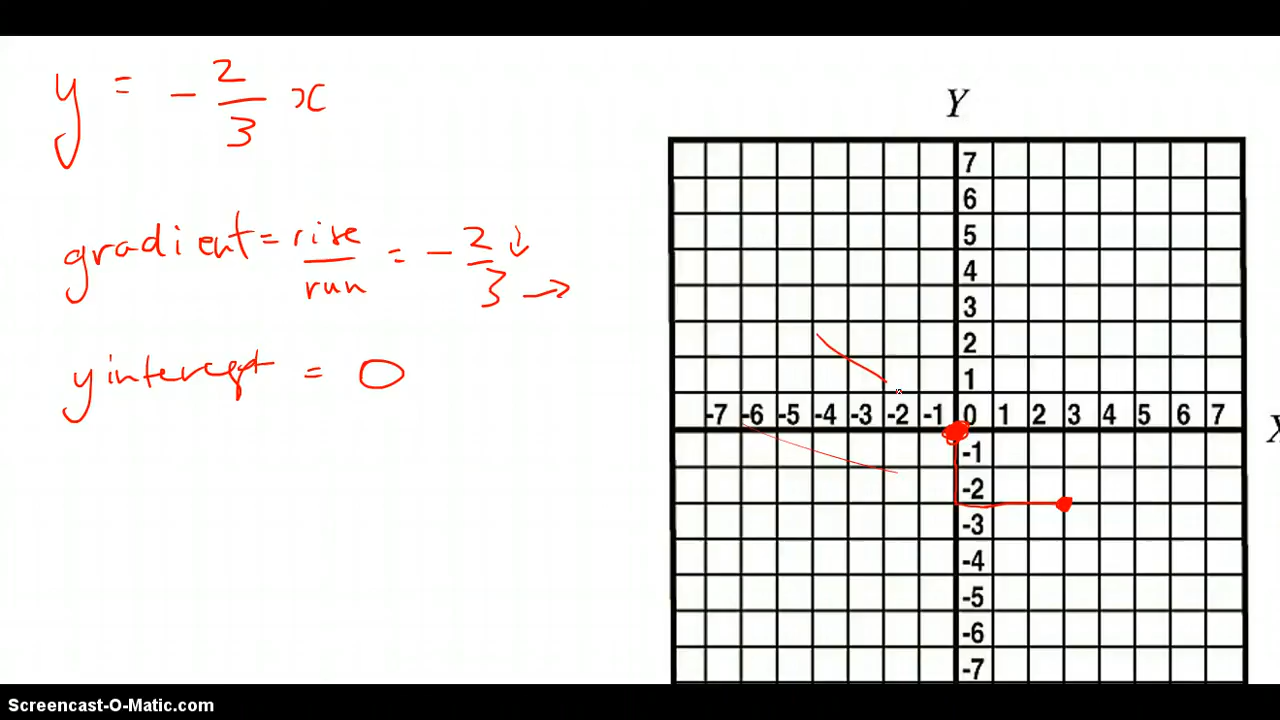 y = - 2/3 x
gradient = rise/run = - 2/3 ↓ →
y intercept = 0
Y
7
6
5
4
3
2
1
-7 -6 -5 -4 -3 -2 -1 0 1 2 3 4 5 6 7
X
-1
-2
-3
-4
-5
-6
-7
Screencast-O-Matic.com